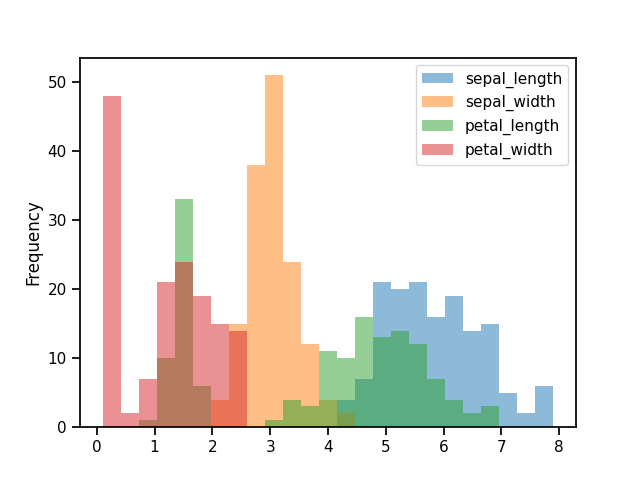 sepal_length
sepal_width
petal_length
petal_width
Frequency
50
40
30
20
10
0
0 1 2 3 4 5 6 7 8